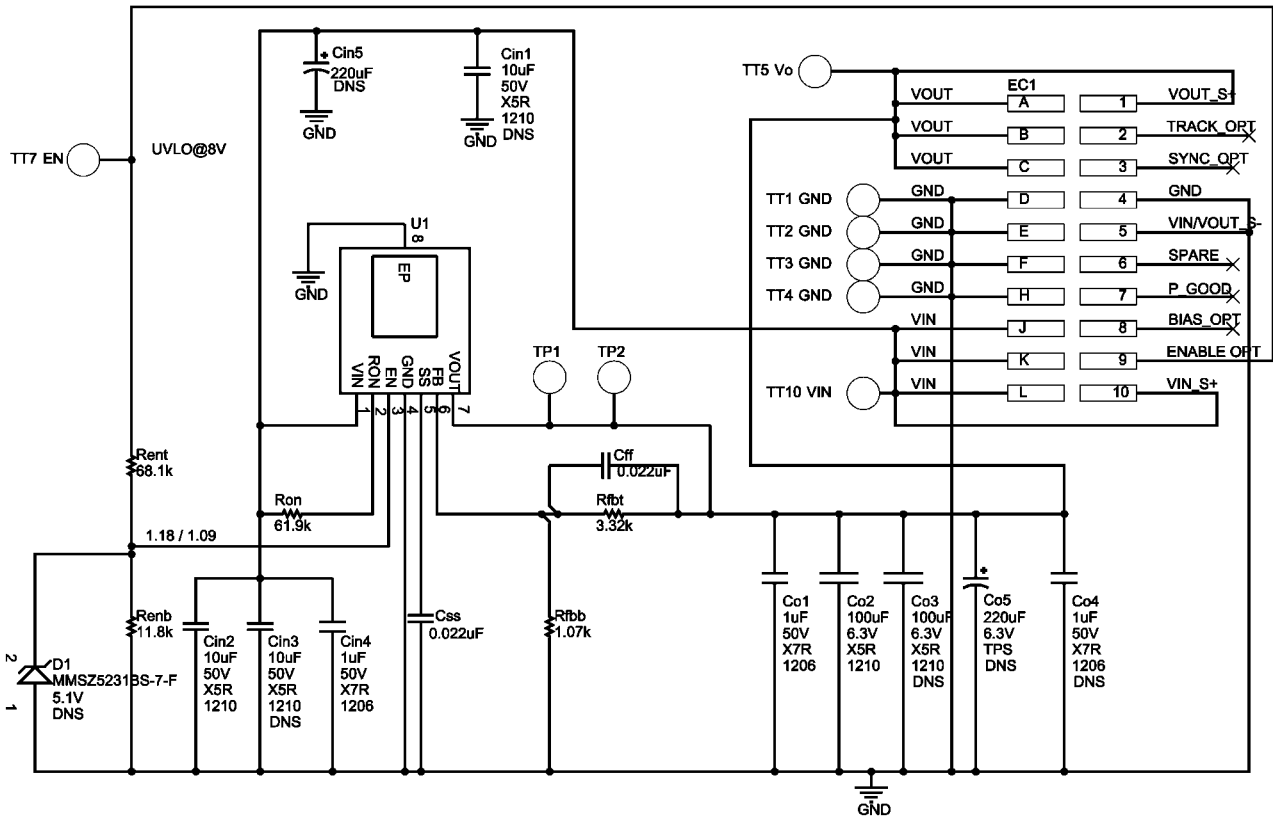 Cin5
220uF
DNS
GND
Cin1
10uF
50V
X5R
1210
DNS
GND
TT5 Vo
EC1
VOUT
A
1
VOUT_S+
VOUT
B
2
TRACK_OPT
VOUT
C
3
SYNC_OPT
TT7 EN
UVLO@8V
TT1 GND
GND
D
4
GND
TT2 GND
GND
E
5
VIN/VOUT_S-
TT3 GND
GND
F
6
SPARE
TT4 GND
GND
H
7
P_GOOD
VIN
J
8
BIAS_OPT
VIN
K
9
ENABLE OPT
TT10 VIN
VIN
L
10
VIN_S+
U1
8
EP
GND
VIN
RON
EN
GND
SS
FB
VOUT
1
2
3
4
5
6
7
TP1
TP2
Rent
68.1k
Cff
0.022uF
Ron
61.9k
Rfbt
3.32k
1.18 / 1.09
Renb
11.8k
2
D1
MMSZ5231BS-7-F
5.1V
DNS
1
Cin2
10uF
50V
X5R
1210
Cin3
10uF
50V
X5R
1210
DNS
Cin4
1uF
50V
X7R
1206
Css
0.022uF
Rfbb
1.07k
Co1
1uF
50V
X7R
1206
Co2
100uF
6.3V
X5R
1210
Co3
100uF
6.3V
X5R
1210
DNS
Co5
220uF
6.3V
TPS
DNS
Co4
1uF
50V
X7R
1206
DNS
GND